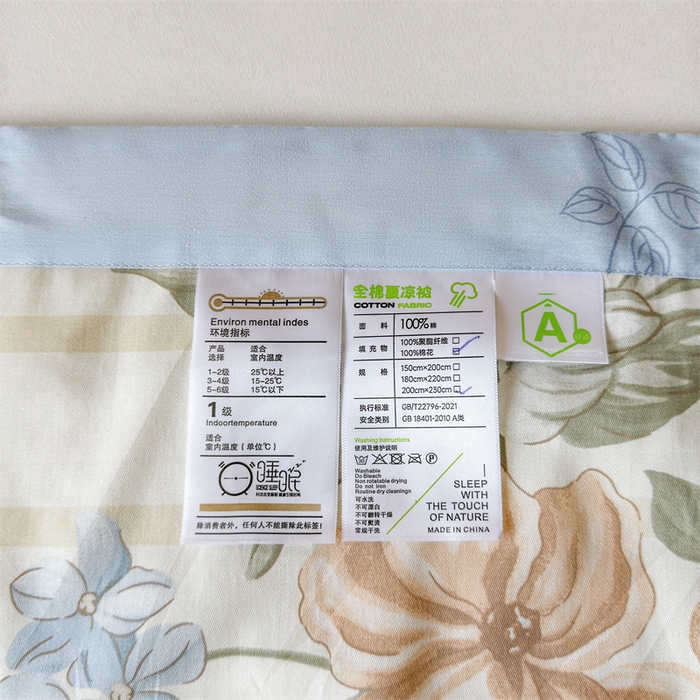 Environ mental indes
环境指标
产品 适合
选择 室内温度
1-2级 25℃以上
3-4级 15-25℃
5-6级 15℃以下
1级
Indoortemperature
适合
室内温度（单位℃）
睡眠
SCIENCE SLEEP
除消费者外，任何人不能撕除此标签！
全棉夏凉被
COTTON FABRIC
面料 100%棉
填充物 100%聚酯纤维
100%棉花
规格 150cm×200cm
180cm×220cm
200cm×230cm
执行标准 GB/T22796-2021
安全类别 GB 18401-2010 A类
Washing Instructions
使用及维护说明
P
Washable
Do Bleach
Non rotatable drying
Do not iron
Routine dry cleaningn
可水洗
不可漂白
不可翻转干燥
不可熨烫
常规干洗
SLEEP
WITH
THE TOUCH
OF NATURE
MADE IN CHINA
A